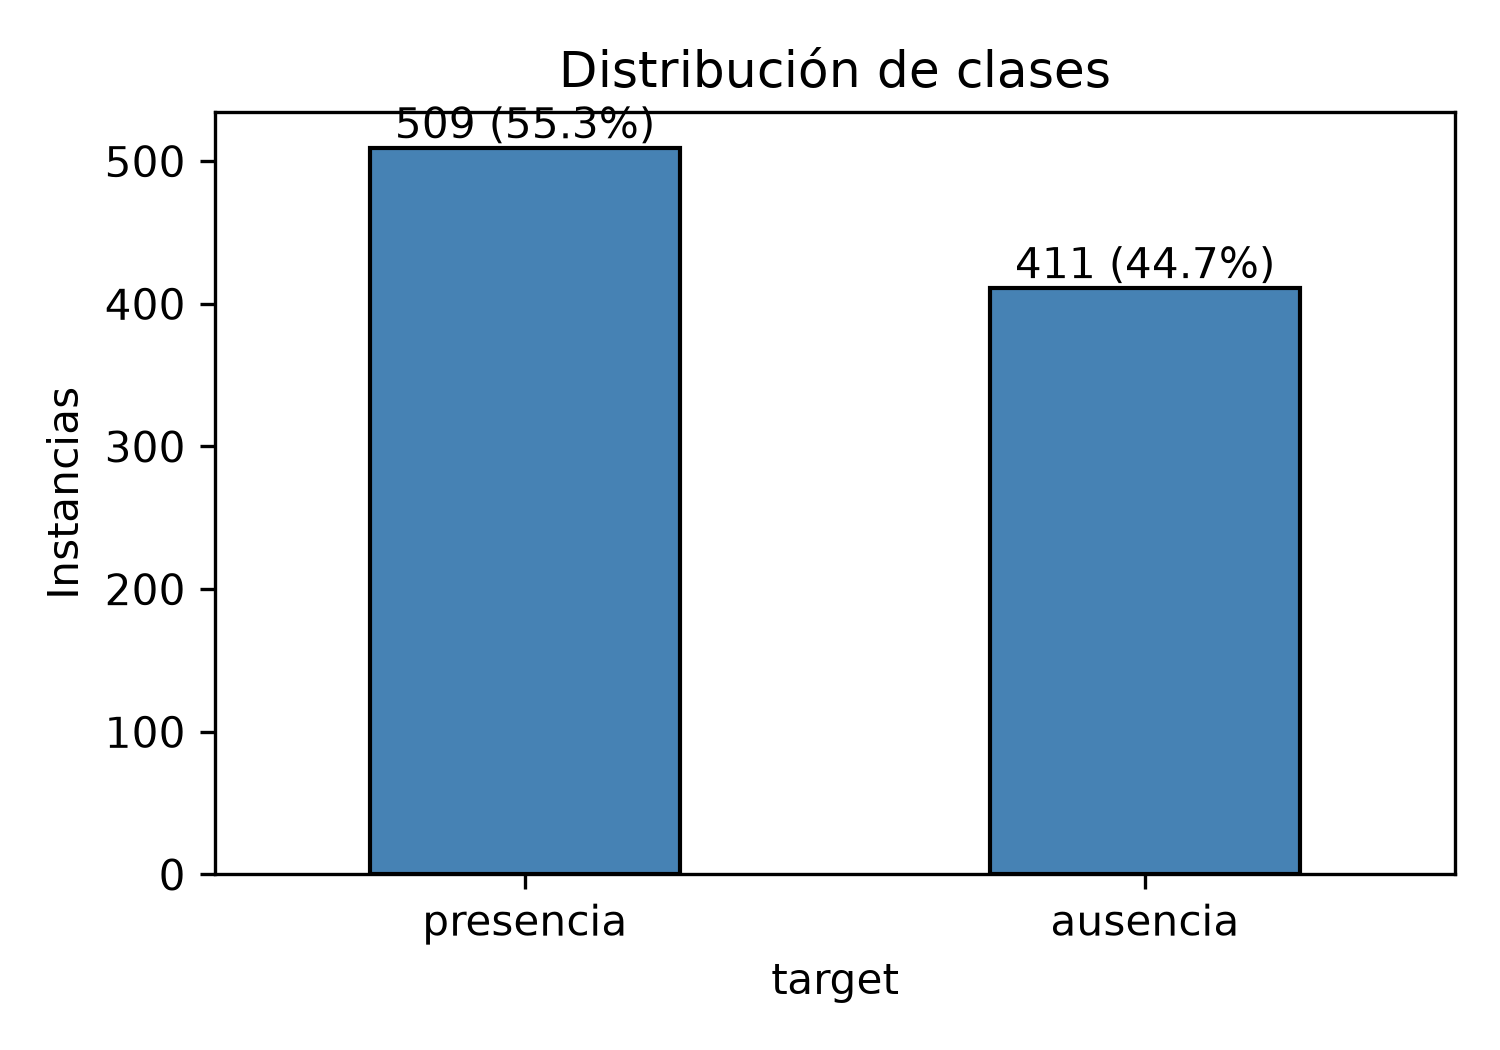 Distribución de clases
509 (55.3%)
411 (44.7%)
500
400
300
200
100
0
Instancias
presencia
ausencia
target